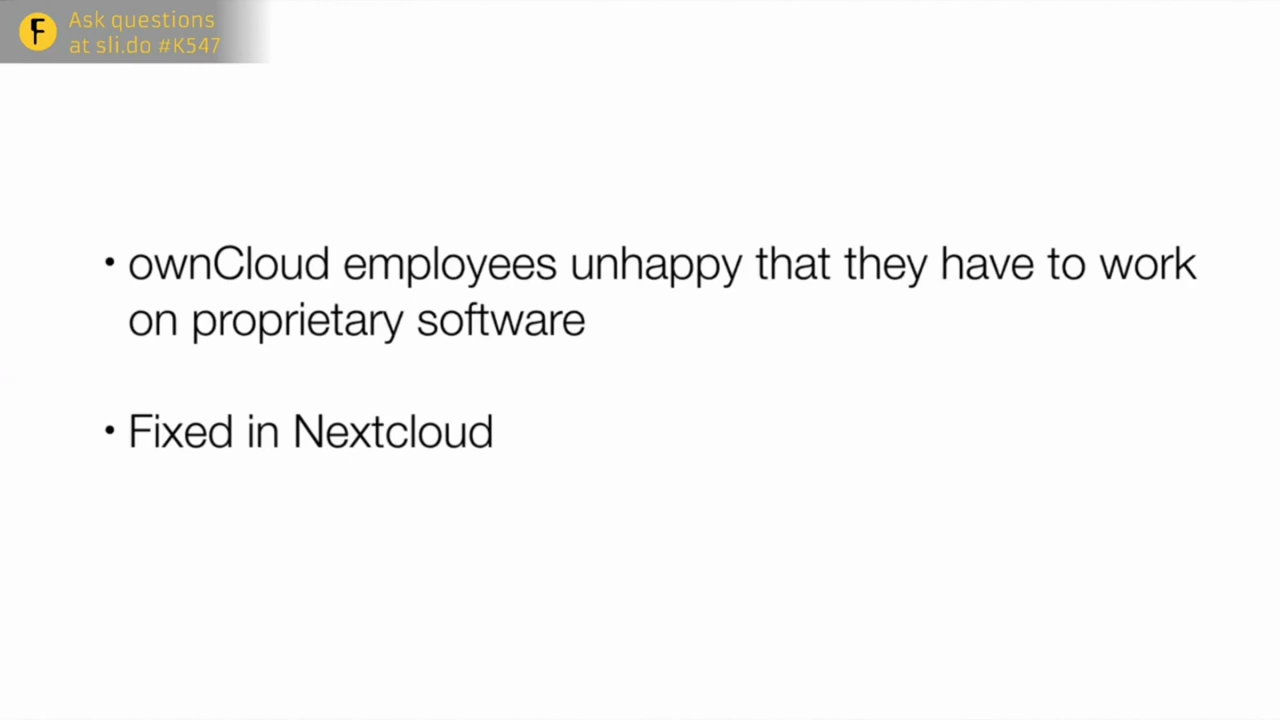 F
Ask questions
at sli.do #K547
• ownCloud employees unhappy that they have to work
on proprietary software
• Fixed in Nextcloud